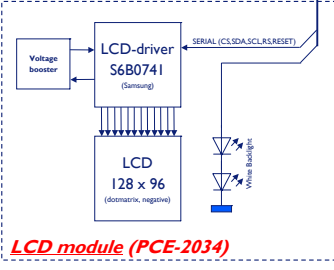 LCD-driver
S6B0741
(Samsung)
Voltage
booster
SERIAL (CS,SDA,SCL,RS,RESET)
LCD
128 x 96
(dotmatrix, negative)
White Backlight
LCD module (PCE-2034)